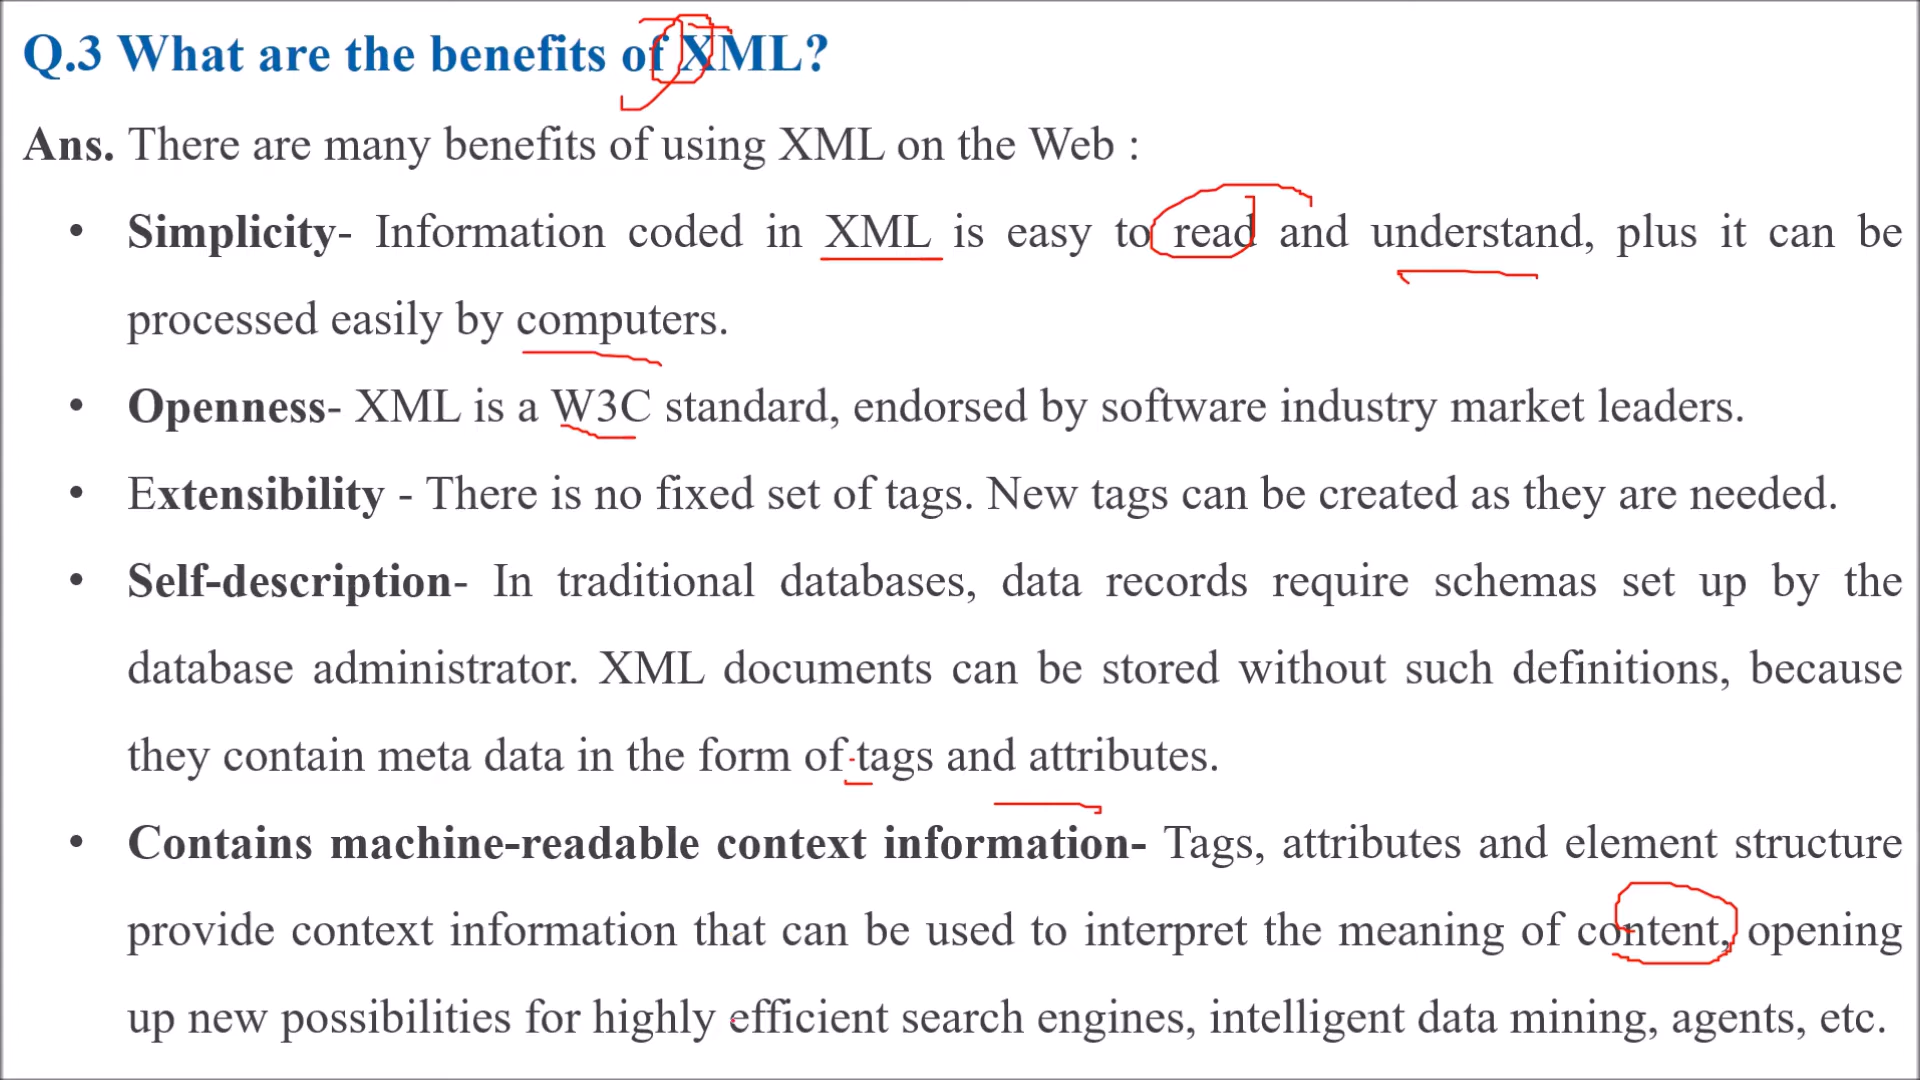 Q.3 What are the benefits of XML?
Ans. There are many benefits of using XML on the Web :
• Simplicity- Information coded in XML is easy to read and understand, plus it can be
processed easily by computers.
• Openness- XML is a W3C standard, endorsed by software industry market leaders.
• Extensibility - There is no fixed set of tags. New tags can be created as they are needed.
• Self-description- In traditional databases, data records require schemas set up by the
database administrator. XML documents can be stored without such definitions, because
they contain meta data in the form of tags and attributes.
• Contains machine-readable context information- Tags, attributes and element structure
provide context information that can be used to interpret the meaning of content, opening
up new possibilities for highly efficient search engines, intelligent data mining, agents, etc.